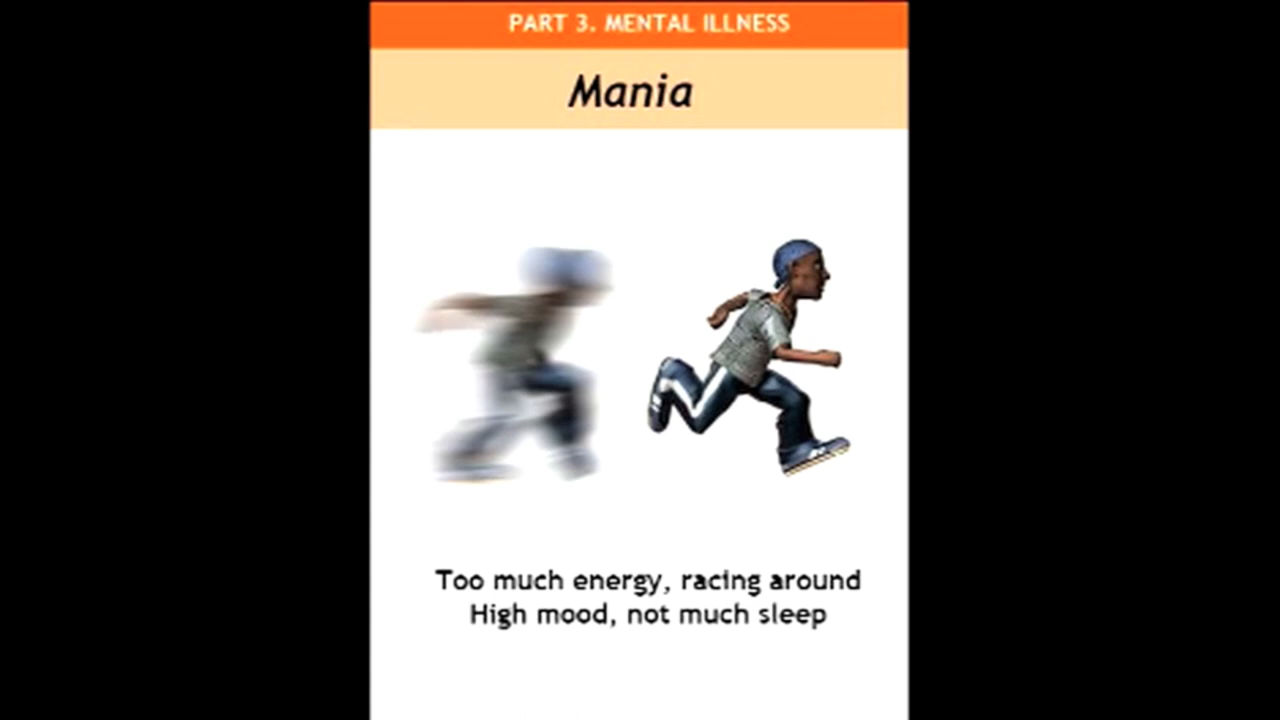 PART 3. MENTAL ILLNESS
Mania
Too much energy, racing around
High mood, not much sleep